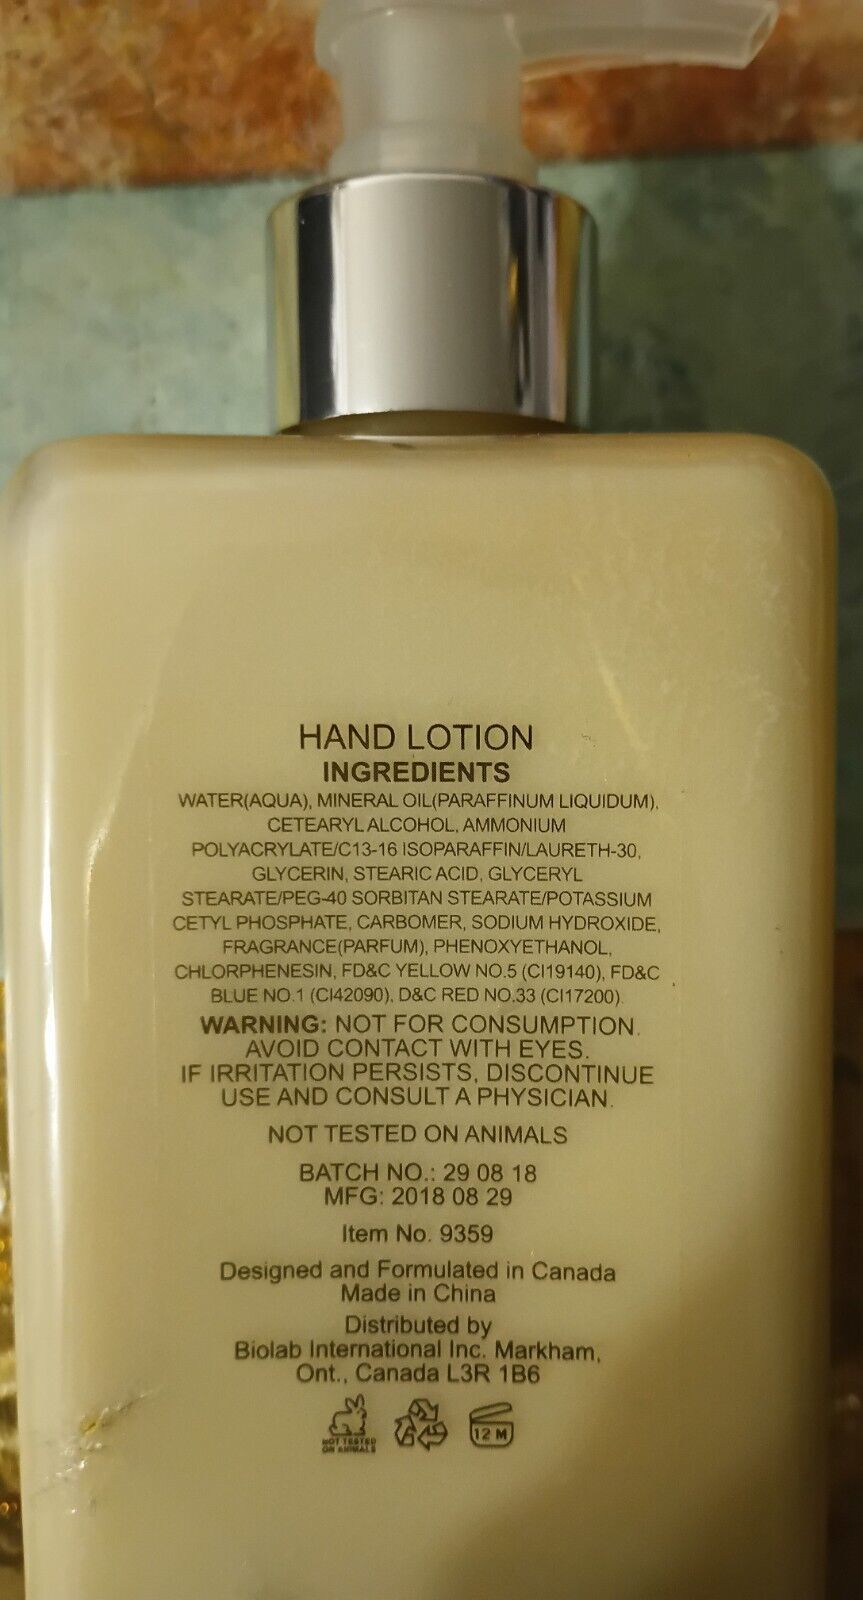 HAND LOTION
INGREDIENTS
WATER(AQUA), MINERAL OIL(PARAFFINUM LIQUIDUM),
CETEARYL ALCOHOL, AMMONIUM
POLYACRYLATE/C13-16 ISOPARAFFIN/LAURETH-30,
GLYCERIN, STEARIC ACID, GLYCERYL
STEARATE/PEG-40 SORBITAN STEARATE/POTASSIUM
CETYL PHOSPHATE, CARBOMER, SODIUM HYDROXIDE,
FRAGRANCE(PARFUM), PHENOXYETHANOL,
CHLORPHENESIN, FD&C YELLOW NO.5 (CI19140), FD&C
BLUE NO.1 (CI42090), D&C RED NO.33 (CI17200).
WARNING: NOT FOR CONSUMPTION.
AVOID CONTACT WITH EYES.
IF IRRITATION PERSISTS, DISCONTINUE
USE AND CONSULT A PHYSICIAN.
NOT TESTED ON ANIMALS
BATCH NO.: 29 08 18
MFG: 2018 08 29
Item No. 9359
Designed and Formulated in Canada
Made in China
Distributed by
Biolab International Inc. Markham,
Ont., Canada L3R 1B6
NOT TESTED
ON ANIMALS
12 M